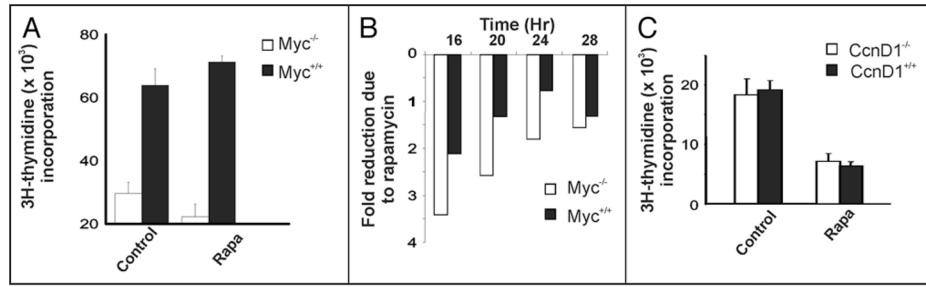 A
3H-thymidine (x 10³)
incorporation
80
60
40
20
Myc-/-
Myc+/+
Control
Rapa
B
Time (Hr)
16 20 24 28
Fold reduction due
to rapamycin
0
1
2
3
4
Myc-/-
Myc+/+
C
3H-thymidine (x 10³)
incorporation
20
10
0
CcnD1-/-
CcnD1+/+
Control
Rapa